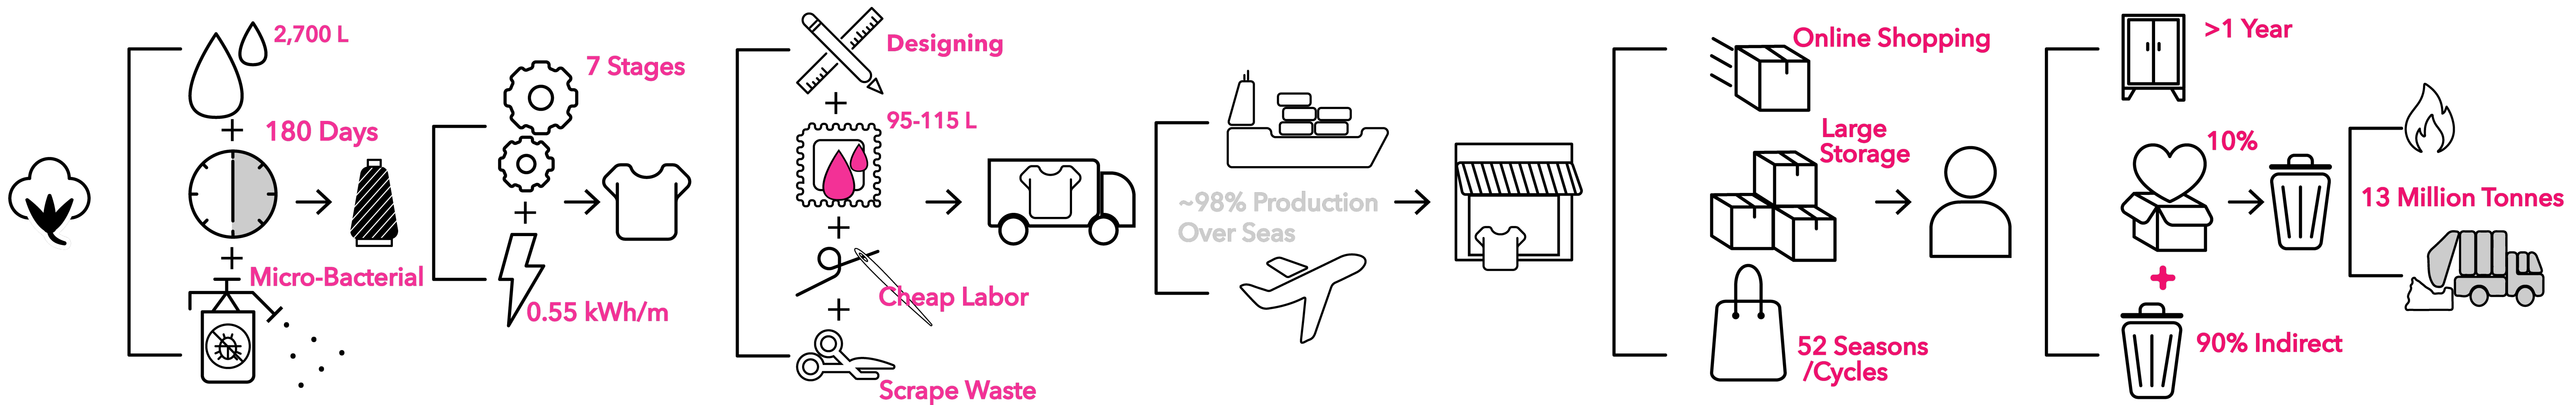 2,700 L
180 Days
Micro-Bacterial
7 Stages
0.55 kWh/m
Designing
95-115 L
Cheap Labor
Scrape Waste
~98% Production
Over Seas
Online Shopping
Large
Storage
52 Seasons
/Cycles
>1 Year
10%
90% Indirect
13 Million Tonnes